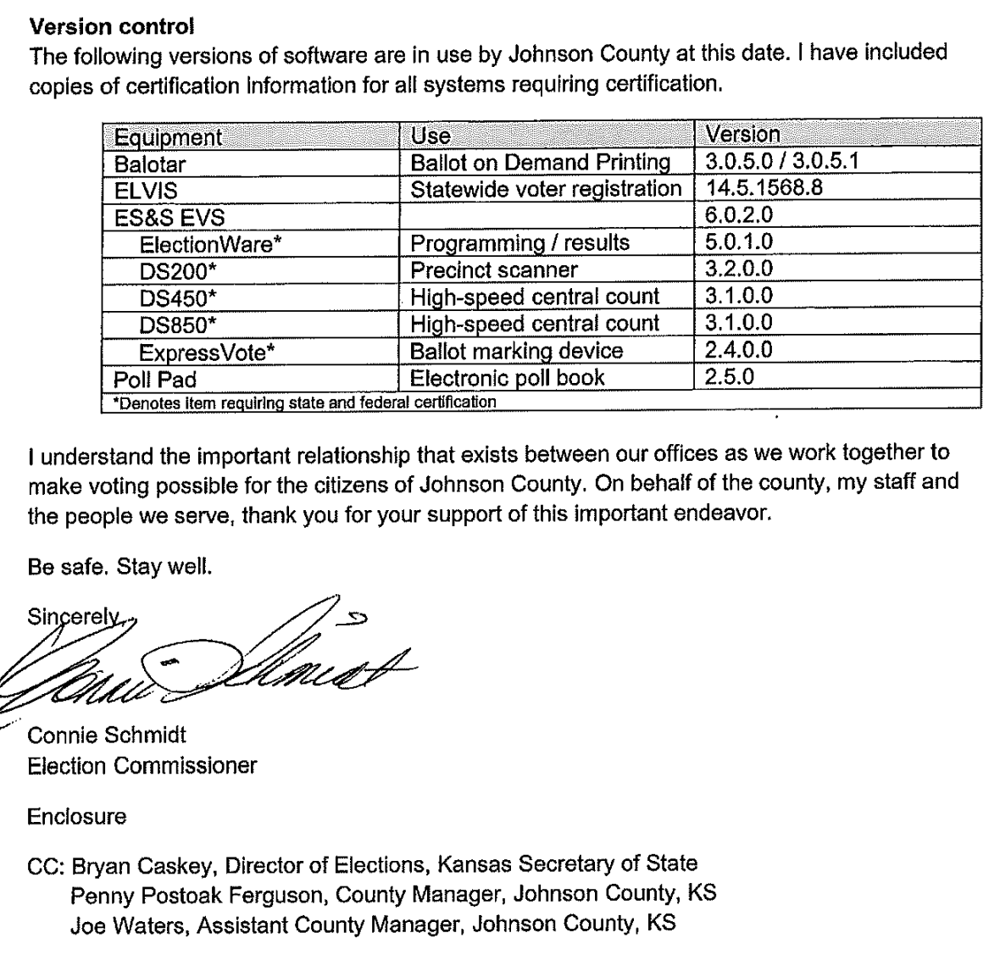 Version control
The following versions of software are in use by Johnson County at this date. I have included
copies of certification information for all systems requiring certification.
Equipment Use Version
Balotar Ballot on Demand Printing 3.0.5.0 / 3.0.5.1
ELVIS Statewide voter registration 14.5.1568.8
ES&S EVS 6.0.2.0
ElectionWare* Programming / results 5.0.1.0
DS200* Precinct scanner 3.2.0.0
DS450* High-speed central count 3.1.0.0
DS850* High-speed central count 3.1.0.0
ExpressVote* Ballot marking device 2.4.0.0
Poll Pad Electronic poll book 2.5.0
*Denotes item requiring state and federal certification
I understand the important relationship that exists between our offices as we work together to
make voting possible for the citizens of Johnson County. On behalf of the county, my staff and
the people we serve, thank you for your support of this important endeavor.
Be safe. Stay well.
Sincerely,
Connie Schmidt
Connie Schmidt
Election Commissioner
Enclosure
CC: Bryan Caskey, Director of Elections, Kansas Secretary of State
Penny Postoak Ferguson, County Manager, Johnson County, KS
Joe Waters, Assistant County Manager, Johnson County, KS